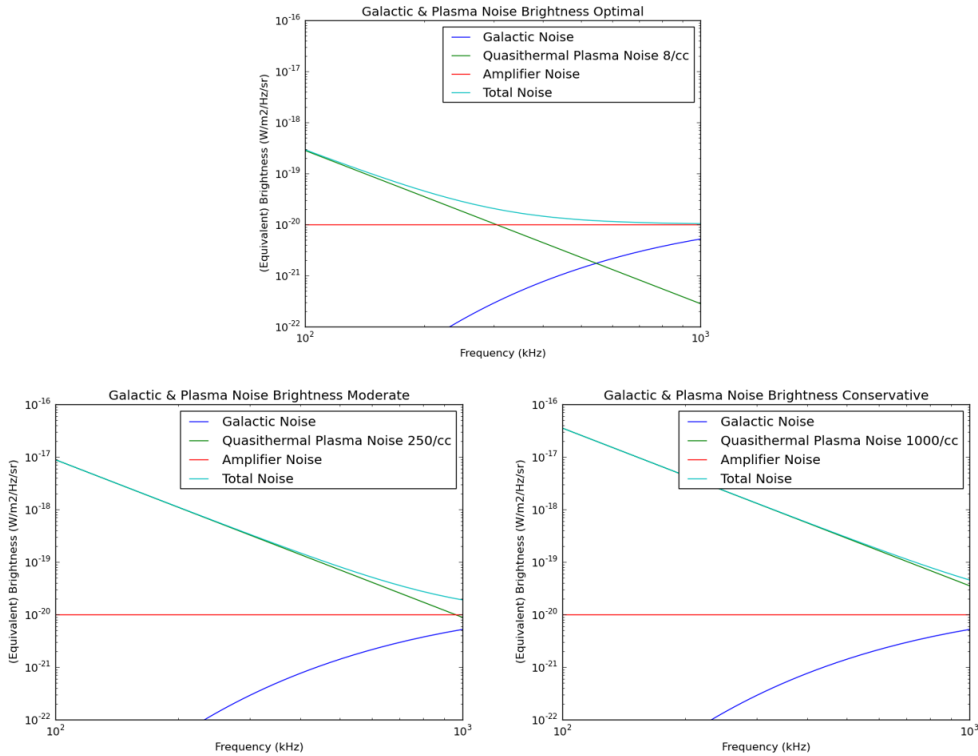 Galactic & Plasma Noise Brightness Optimal
(Equivalent) Brightness (W/m2/Hz/sr)
10^-16
10^-17
10^-18
10^-19
10^-20
10^-21
10^-22
Galactic Noise
Quasithermal Plasma Noise 8/cc
Amplifier Noise
Total Noise
10^2
10^3
Frequency (kHz)
Galactic & Plasma Noise Brightness Moderate
(Equivalent) Brightness (W/m2/Hz/sr)
10^-16
10^-17
10^-18
10^-19
10^-20
10^-21
10^-22
Galactic Noise
Quasithermal Plasma Noise 250/cc
Amplifier Noise
Total Noise
10^2
10^3
Frequency (kHz)
Galactic & Plasma Noise Brightness Conservative
(Equivalent) Brightness (W/m2/Hz/sr)
10^-16
10^-17
10^-18
10^-19
10^-20
10^-21
10^-22
Galactic Noise
Quasithermal Plasma Noise 1000/cc
Amplifier Noise
Total Noise
10^2
10^3
Frequency (kHz)